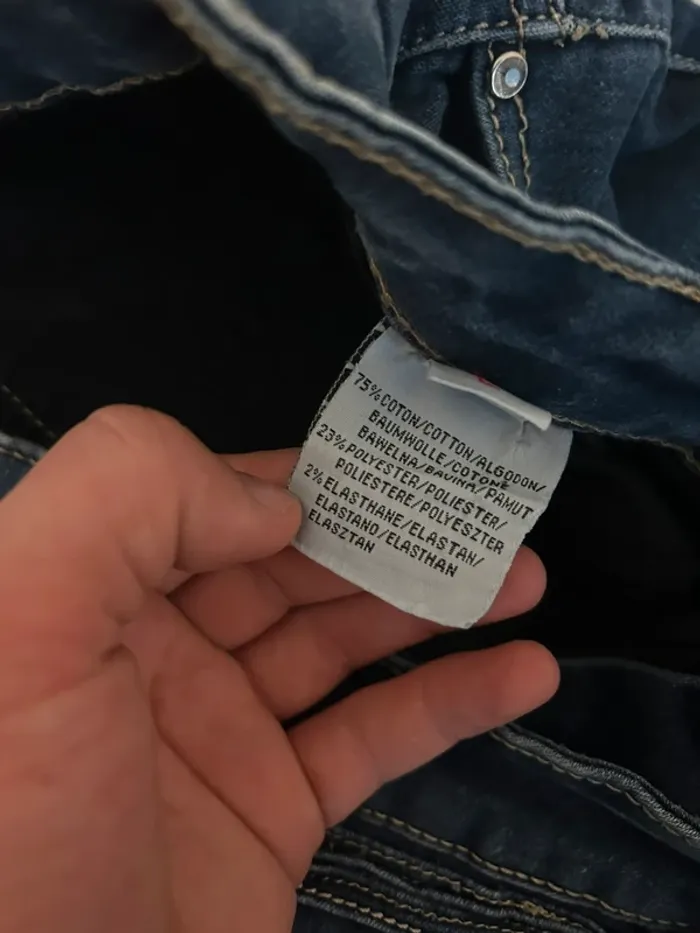 75%COTON/COTTON/ALGODON/
BAUMWOLLE/COTONE
BAWELNA/BAVLNA/PAMUT
23%POLYESTER/POLIESTER/
POLIESTERE/POLYESZTER
2%ELASTHANE/ELASTAN/
ELASTANO/ELASTHAN
ELASZTAN